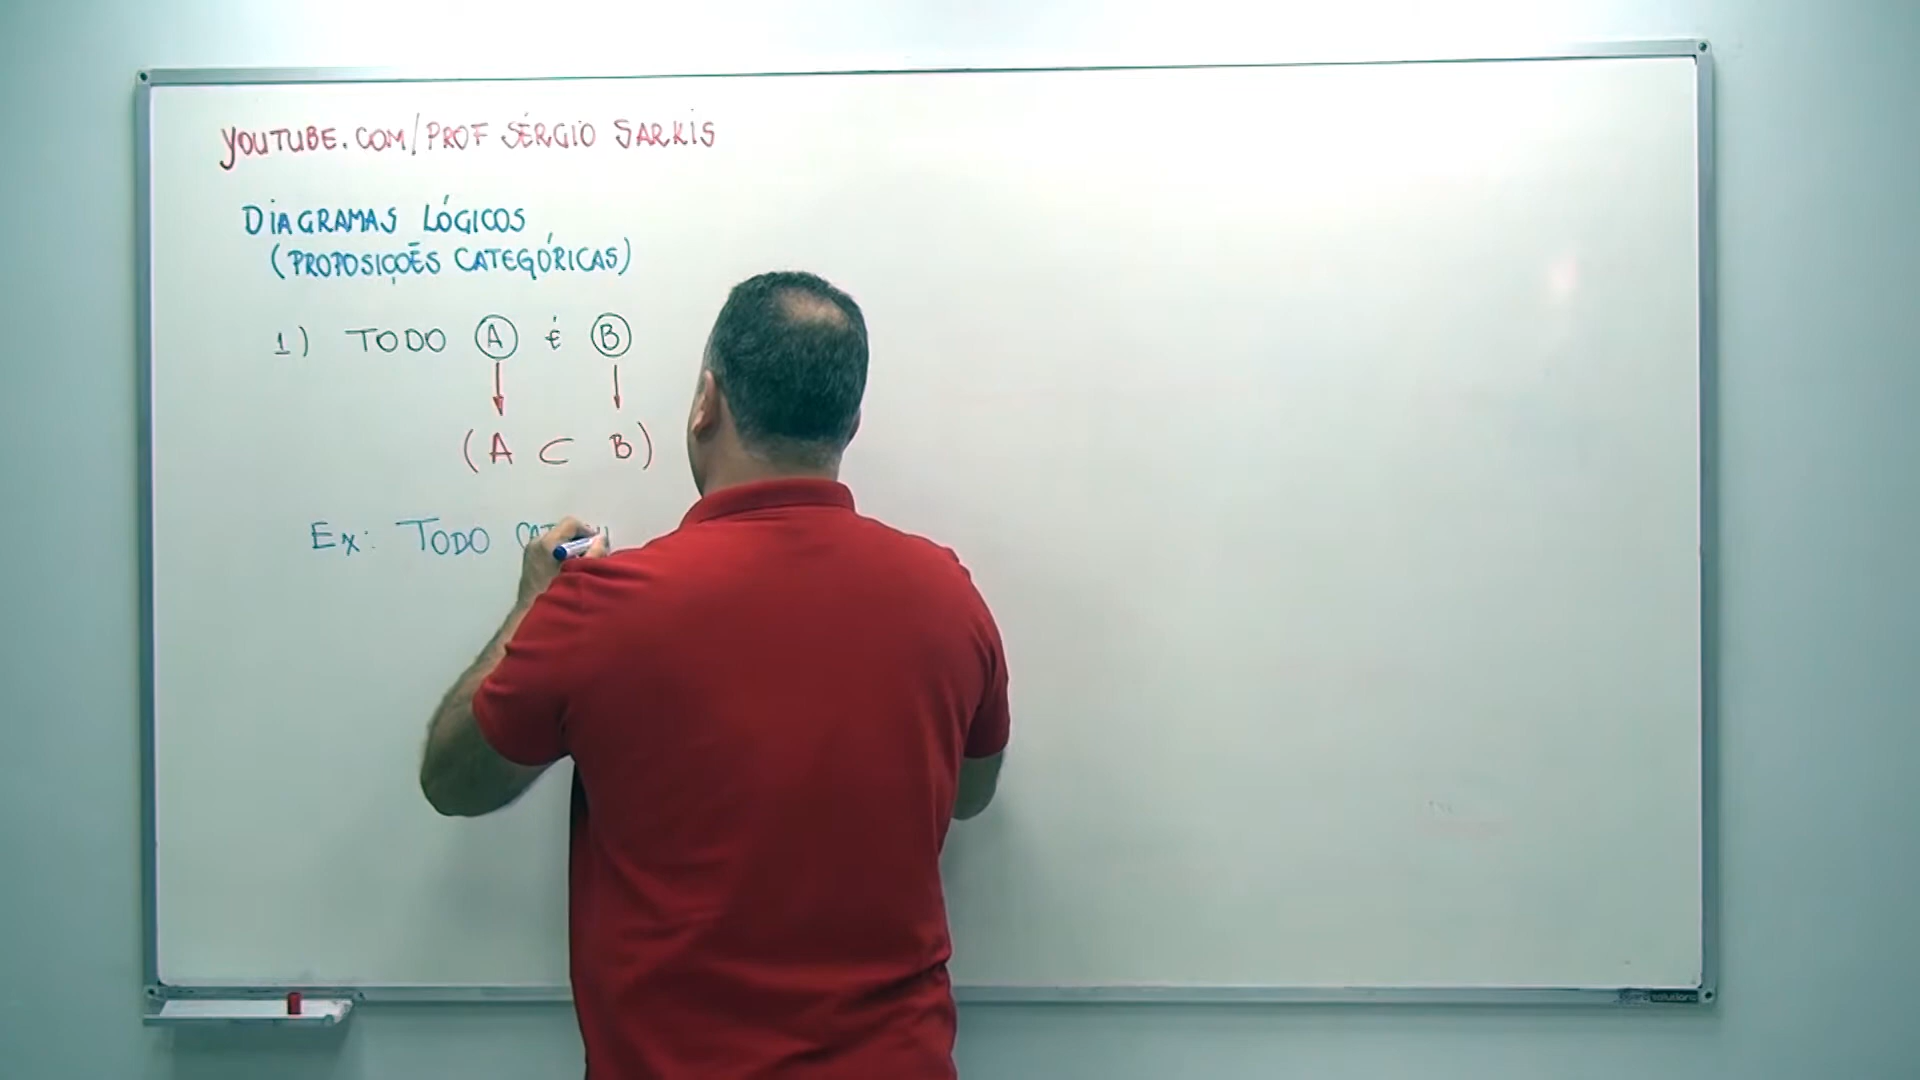 YOUTUBE.COM/PROF SÉRGIO SARKIS
DIAGRAMAS LÓGICOS
(PROPOSIÇÕES CATEGÓRICAS)
1) TODO A É B
(A ⊂ B)
Ex: TODO